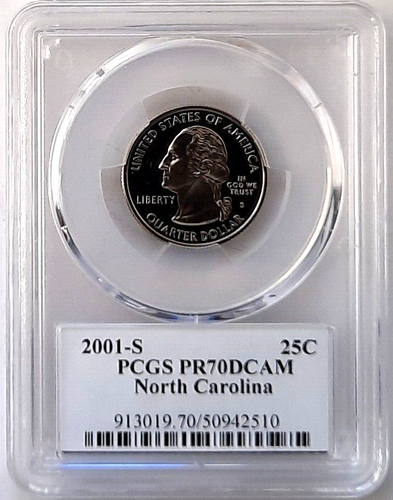 UNITED STATES OF AMERICA
IN
GOD WE
TRUST
LIBERTY
S
QUARTER DOLLAR
2001-S 25C
PCGS PR70DCAM
North Carolina
913019.70/50942510